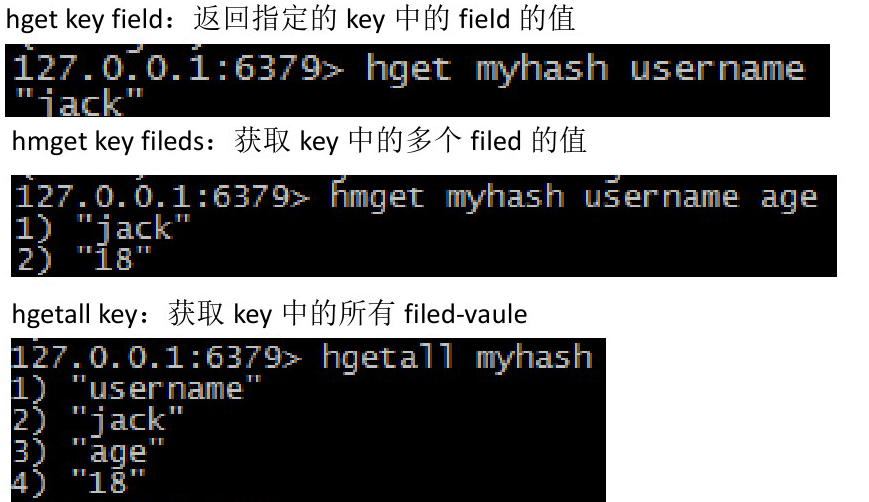 hget key field：返回指定的 key 中的 field 的值
127.0.0.1:6379> hget myhash username
"jack"
hmget key fileds：获取 key 中的多个 filed 的值
127.0.0.1:6379> hmget myhash username age
1) "jack"
2) "18"
hgetall key：获取 key 中的所有 filed-vaule
127.0.0.1:6379> hgetall myhash
1) "username"
2) "jack"
3) "age"
4) "18"